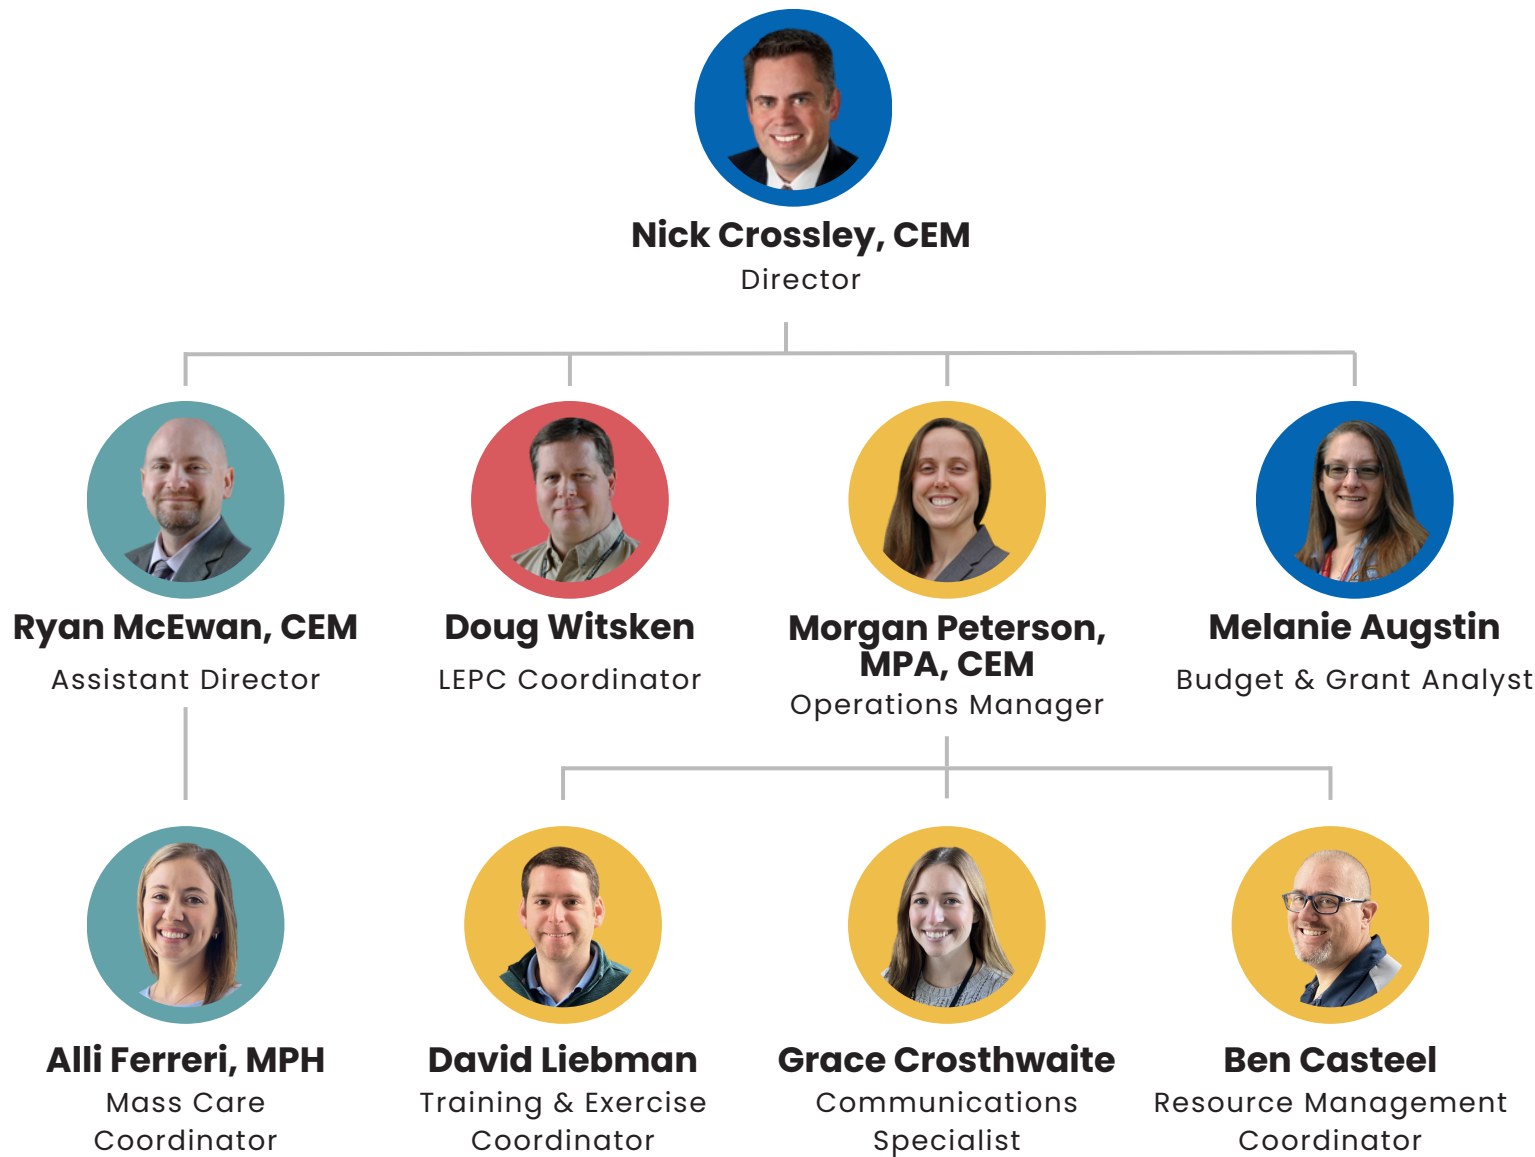 Nick Crossley, CEM
Director
Ryan McEwan, CEM
Assistant Director
Doug Witsken
LEPC Coordinator
Morgan Peterson,
MPA, CEM
Operations Manager
Melanie Augstin
Budget & Grant Analyst
Alli Ferreri, MPH
Mass Care
Coordinator
David Liebman
Training & Exercise
Coordinator
Grace Crosthwaite
Communications
Specialist
Ben Casteel
Resource Management
Coordinator